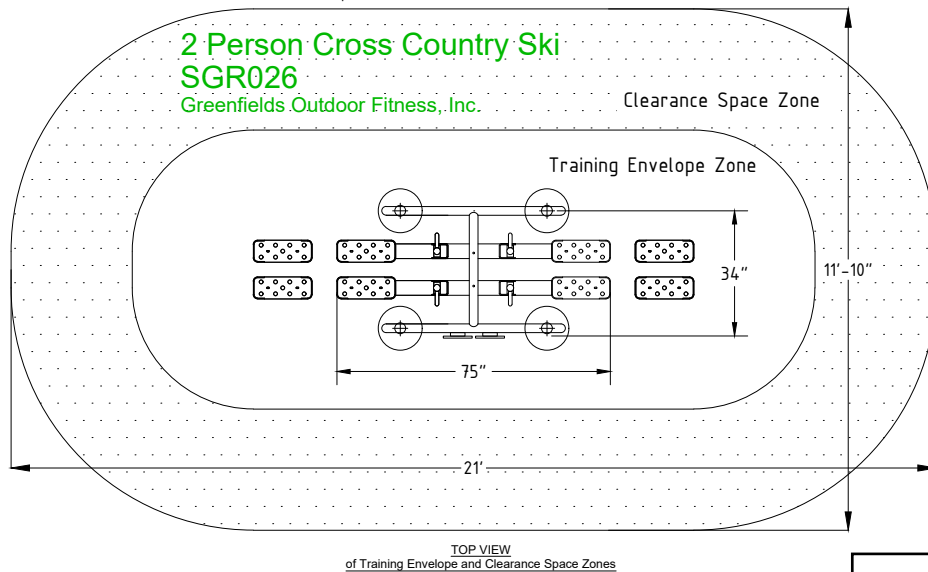 2 Person Cross Country Ski
SGR026
Greenfields Outdoor Fitness, Inc.
Clearance Space Zone
Training Envelope Zone
34"
11'-10"
75"
21'
TOP VIEW
of Training Envelope and Clearance Space Zones